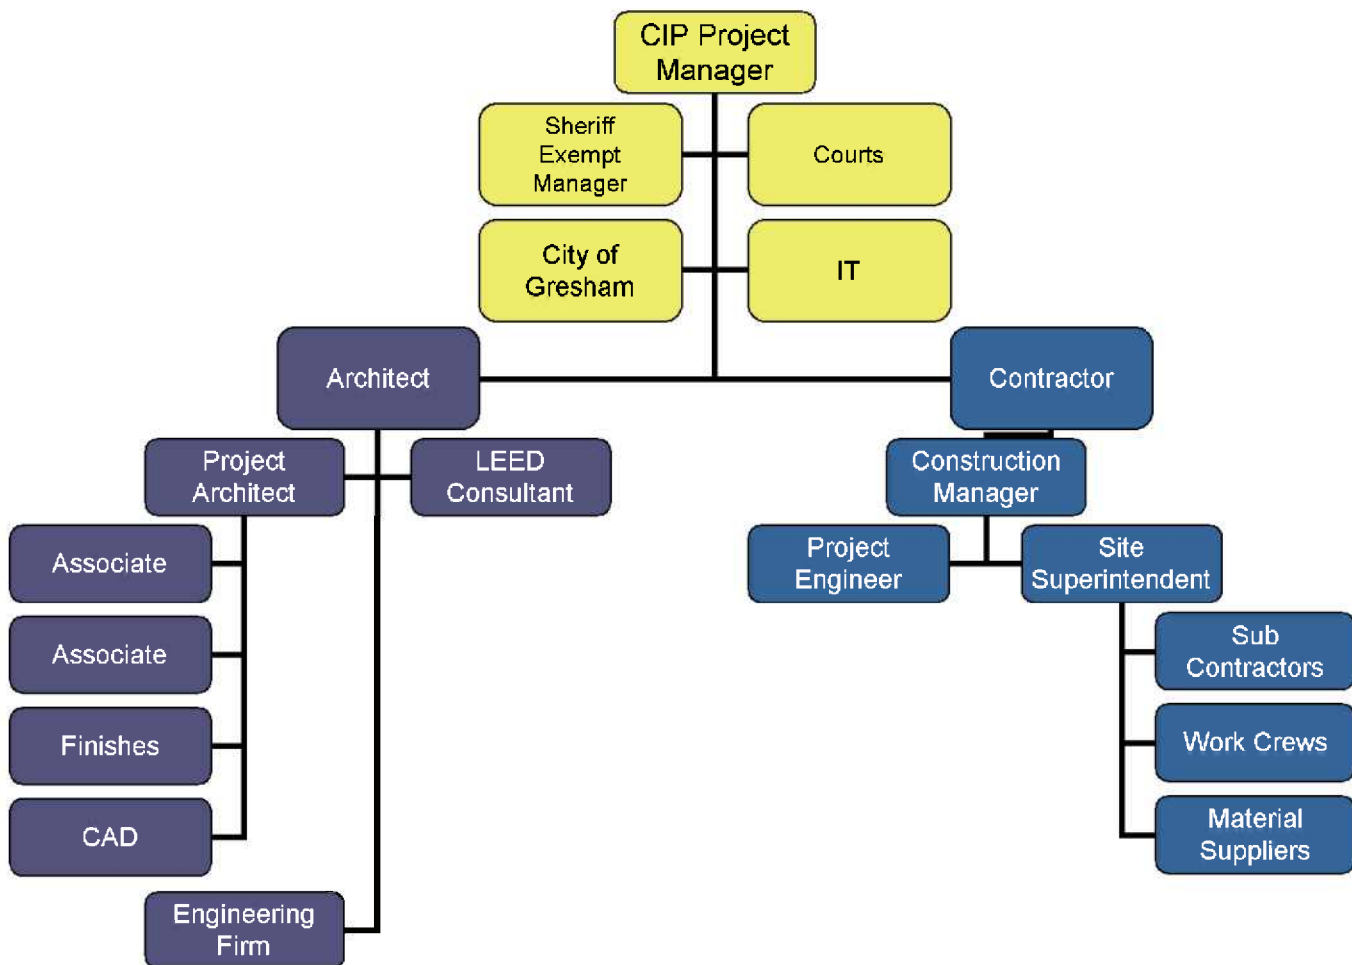 CIP Project
Manager
Sheriff
Exempt
Manager
Courts
City of
Gresham
IT
Architect
Contractor
Project
Architect
LEED
Consultant
Construction
Manager
Associate
Project
Engineer
Site
Superintendent
Associate
Sub
Contractors
Finishes
Work Crews
CAD
Material
Suppliers
Engineering
Firm